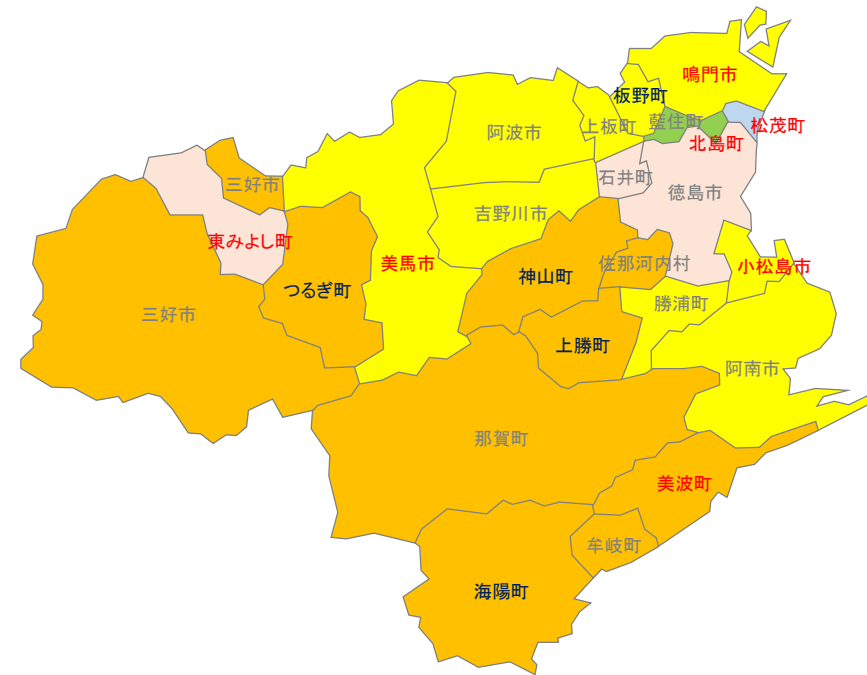 鳴門市
板野町
藍住町
松茂町
上板町
阿波市
北島町
石井町
三好市
徳島市
吉野川市
東みよし町
美馬市
佐那河内村
小松島市
神山町
つるぎ町
勝浦町
三好市
上勝町
阿南市
那賀町
美波町
牟岐町
海陽町